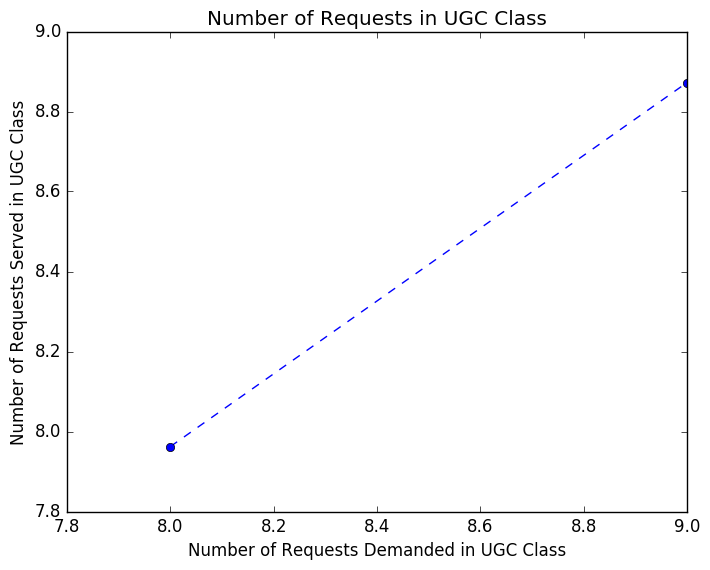 Number of Requests in UGC Class
9.0
8.8
8.6
8.4
8.2
8.0
7.8
Number of Requests Served in UGC Class
7.8 8.0 8.2 8.4 8.6 8.8 9.0
Number of Requests Demanded in UGC Class